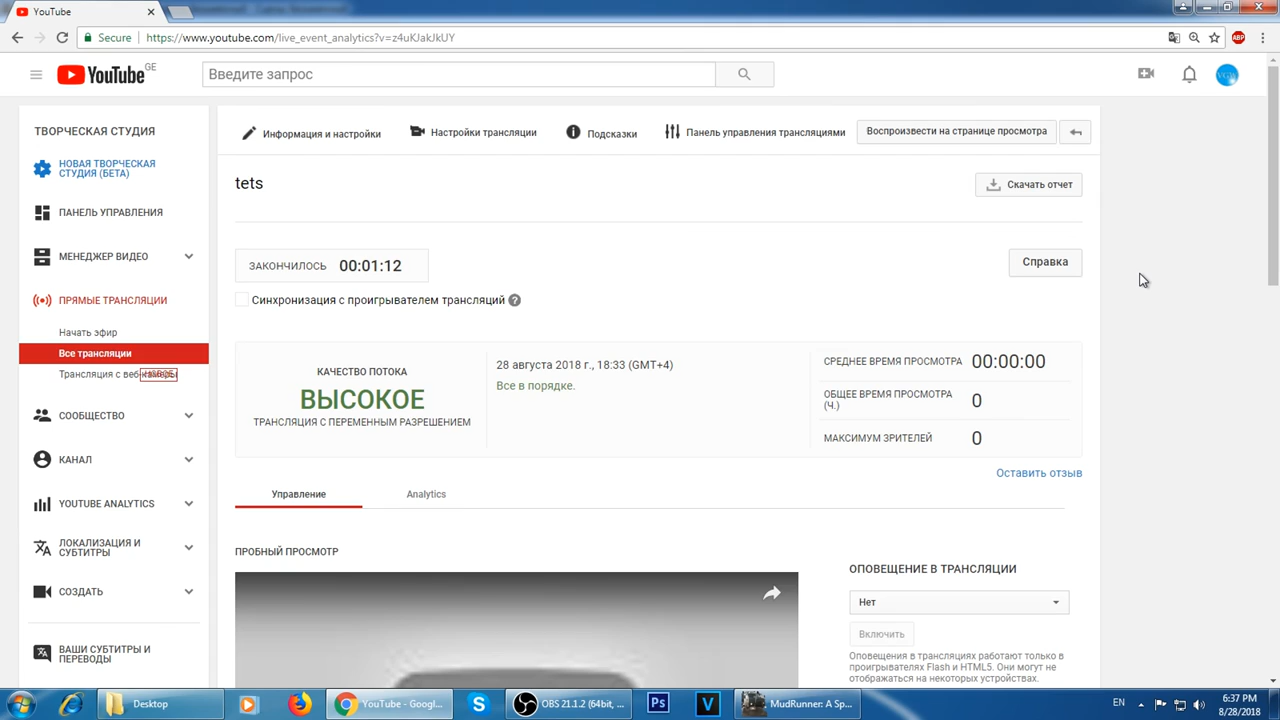 YouTube
Secure
https://www.youtube.com/live_event_analytics?v=z4uKJakJkUY
ABP
YouTube GE
Введите запрос
VGW
ТВОРЧЕСКАЯ СТУДИЯ
НОВАЯ ТВОРЧЕСКАЯ
СТУДИЯ (БЕТА)
ПАНЕЛЬ УПРАВЛЕНИЯ
МЕНЕДЖЕР ВИДЕО
ПРЯМЫЕ ТРАНСЛЯЦИИ
Начать эфир
Все трансляции
Трансляция с веб-камеры
СООБЩЕСТВО
КАНАЛ
YOUTUBE ANALYTICS
ЛОКАЛИЗАЦИЯ И
СУБТИТРЫ
СОЗДАТЬ
ВАШИ СУБТИТРЫ И
ПЕРЕВОДЫ
Информация и настройки
Настройки трансляции
Подсказки
Панель управления трансляциями
Воспроизвести на странице просмотра
tets
Скачать отчет
ЗАКОНЧИЛОСЬ 00:01:12
Справка
Синхронизация с проигрывателем трансляций ?
КАЧЕСТВО ПОТОКА
ВЫСОКОЕ
ТРАНСЛЯЦИЯ С ПЕРЕМЕННЫМ РАЗРЕШЕНИЕМ
28 августа 2018 г., 18:33 (GMT+4)
Все в порядке.
СРЕДНЕЕ ВРЕМЯ ПРОСМОТРА 00:00:00
ОБЩЕЕ ВРЕМЯ ПРОСМОТРА
(Ч.) 0
МАКСИМУМ ЗРИТЕЛЕЙ 0
Оставить отзыв
Управление
Analytics
ПРОБНЫЙ ПРОСМОТР
ОПОВЕЩЕНИЕ В ТРАНСЛЯЦИИ
Нет
Включить
Оповещения в трансляциях работают только в
проигрывателях Flash и HTML5. Они могут не
отображаться на некоторых устройствах.
Desktop
YouTube - Googl...
OBS 21.1.2 (64bit, ...
Ps
V
MudRunner: A Sp...
EN
6:37 PM
8/28/2018